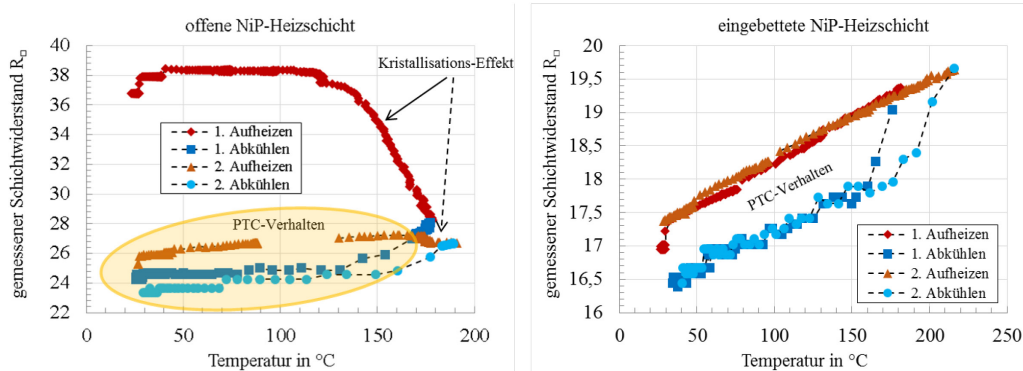 offene NiP-Heizschicht
gemessener Schichtwiderstand R□
40
38
36
34
32
30
28
26
24
22
Kristallisations-Effekt
1. Aufheizen
1. Abkühlen
2. Aufheizen
2. Abkühlen
PTC-Verhalten
0 50 100 150 200
Temperatur in °C
eingebettete NiP-Heizschicht
gemessener Schichtwiderstand R□
20
19.5
19
18.5
18
17.5
17
16.5
16
PTC-Verhalten
1. Aufheizen
1. Abkühlen
2. Aufheizen
2. Abkühlen
0 50 100 150 200 250
Temperatur in °C